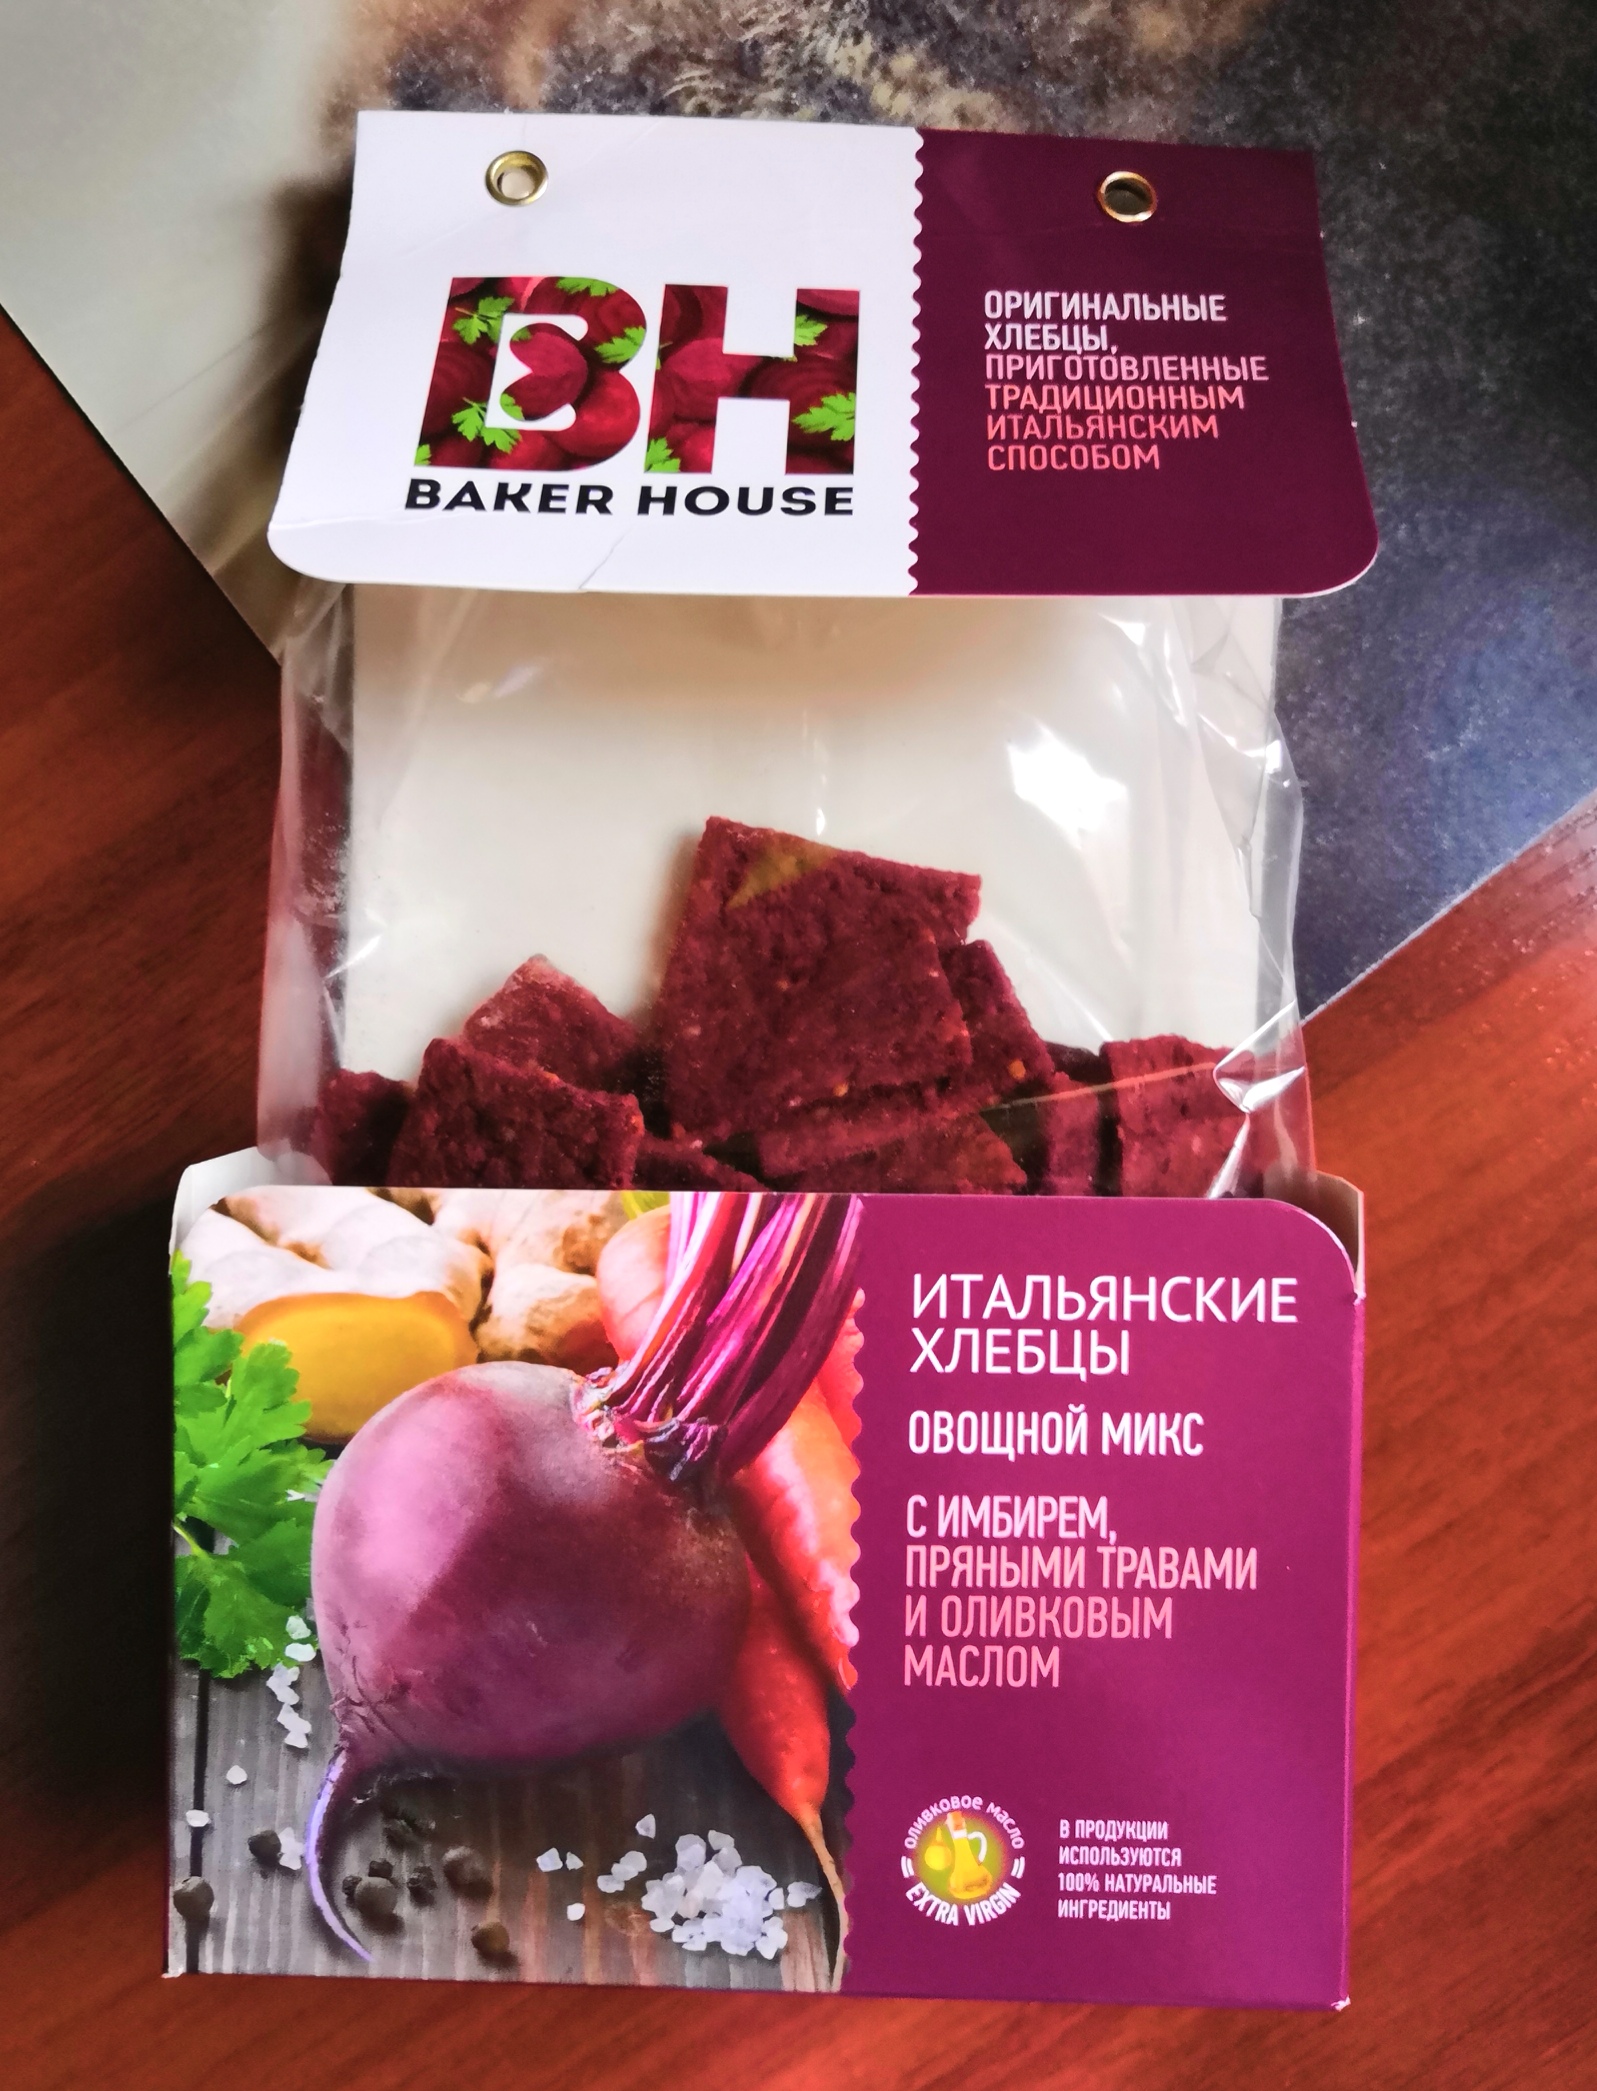 BH
BAKER HOUSE
ОРИГИНАЛЬНЫЕ
ХЛЕБЦЫ,
ПРИГОТОВЛЕННЫЕ
ТРАДИЦИОННЫМ
ИТАЛЬЯНСКИМ
СПОСОБОМ
ИТАЛЬЯНСКИЕ
ХЛЕБЦЫ
ОВОЩНОЙ МИКС
С ИМБИРЕМ,
ПРЯНЫМИ ТРАВАМИ
И ОЛИВКОВЫМ
МАСЛОМ
оливковое масло
EXTRA VIRGIN
В ПРОДУКЦИИ
ИСПОЛЬЗУЮТСЯ
100% НАТУРАЛЬНЫЕ
ИНГРЕДИЕНТЫ